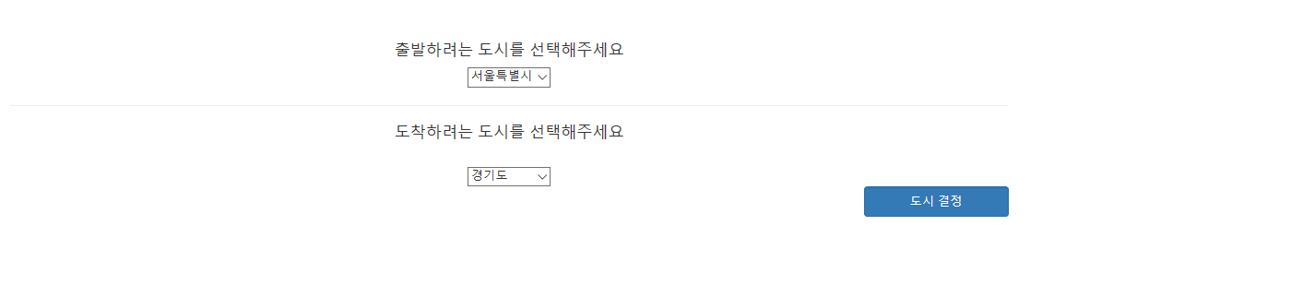 출발하려는 도시를 선택해주세요
서울특별시
도착하려는 도시를 선택해주세요
경기도
도시 결정